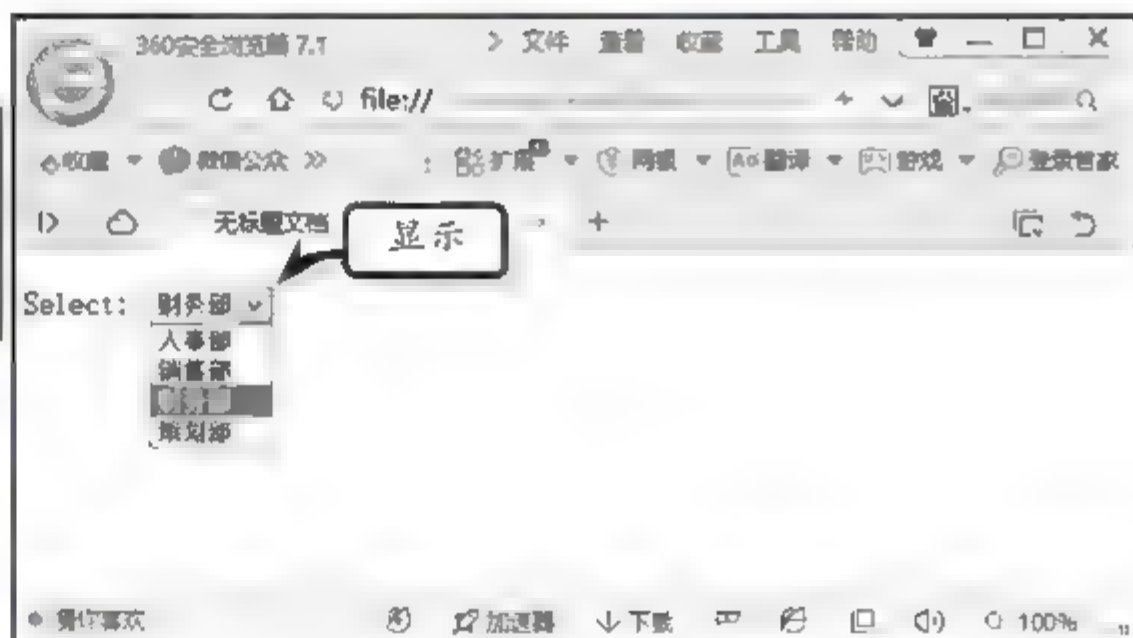 360安全浏览器 7.1 > 文件 查看 收藏 工具 帮助
file://
收藏 微信公众 >> 扩展 网银 翻译 游戏 登录管家
无标题文档 +
显示
Select: 财务部
人事部
销售部
财务部
策划部
猜你喜欢 加速器 下载 100%